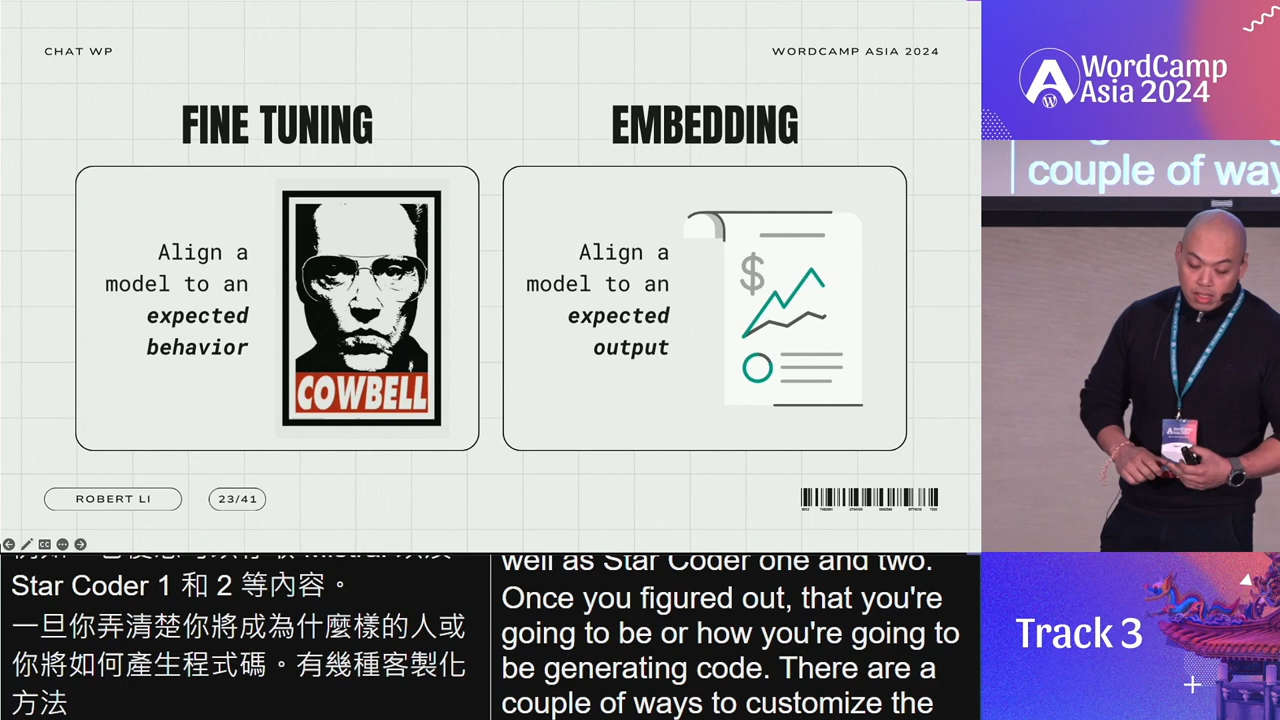 CHAT WP
WORDCAMP ASIA 2024
FINE TUNING
Align a
model to an
expected
behavior
COWBELL
EMBEDDING
Align a
model to an
expected
output
$
ROBERT LI
23/41
WordCamp
Asia 2024
couple of way
Star Coder 1 和 2 等內容。
一旦你弄清楚你將成為什麼樣的人或
你將如何產生程式碼。有幾種客製化
方法
well as Star Coder one and two.
Once you figured out, that you're
going to be or how you're going to
be generating code. There are a
couple of ways to customize the
Track 3